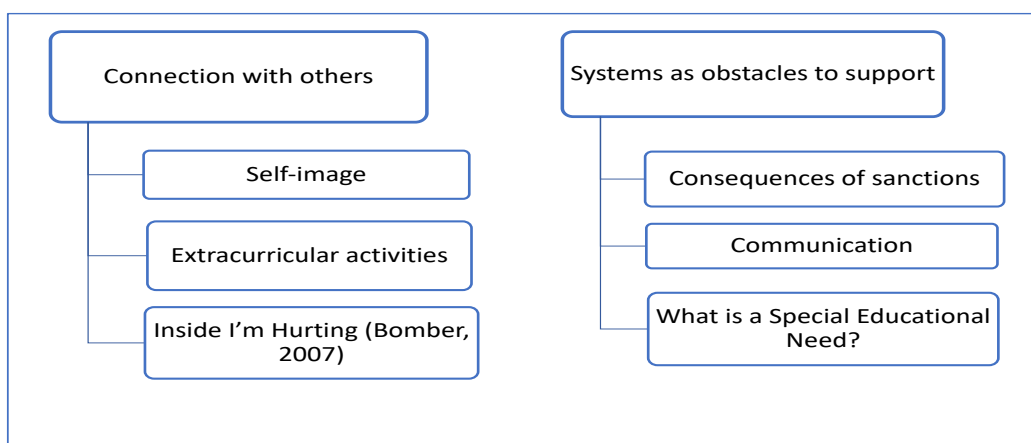 Connection with others
Self-image
Extracurricular activities
Inside I’m Hurting (Bomber,
2007)
Systems as obstacles to support
Consequences of sanctions
Communication
What is a Special Educational
Need?